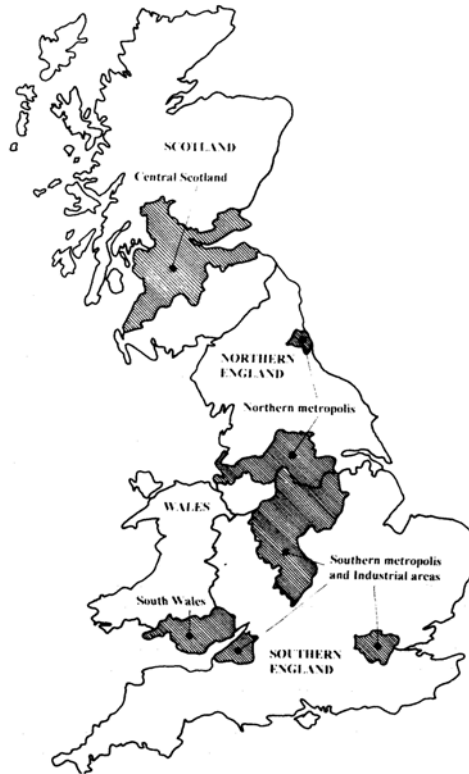 SCOTLAND
Central Scotland
NORTHERN
ENGLAND
Northern metropolis
WALES
Southern metropolis
and Industrial areas
South Wales
SOUTHERN
ENGLAND